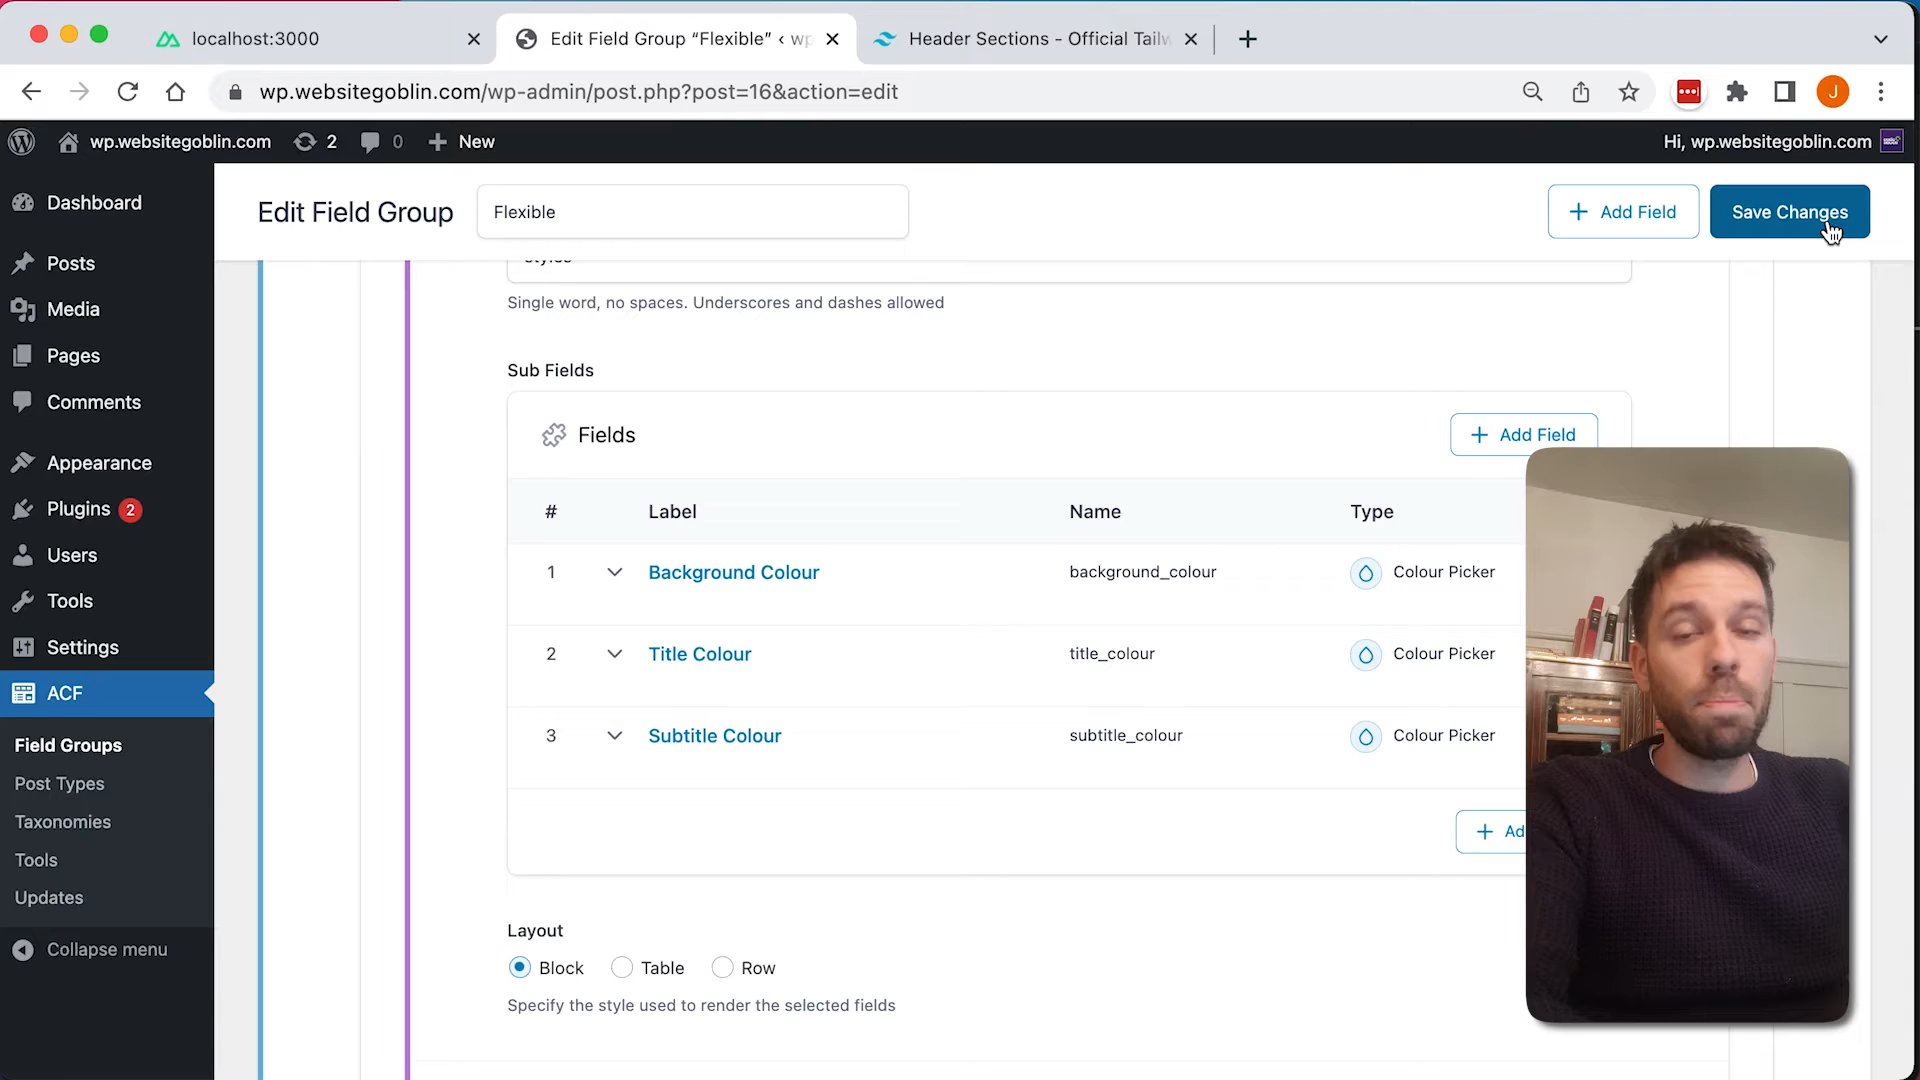 localhost:3000
Edit Field Group “Flexible” ‹ wp
Header Sections - Official Tailw
wp.websitegoblin.com/wp-admin/post.php?post=16&action=edit
J
wp.websitegoblin.com
2
0
New
Hi, wp.websitegoblin.com
Dashboard
Posts
Media
Pages
Comments
Appearance
Plugins 2
Users
Tools
Settings
ACF
Field Groups
Post Types
Taxonomies
Tools
Updates
Collapse menu
Edit Field Group
Flexible
+ Add Field
Save Changes
styles
Single word, no spaces. Underscores and dashes allowed
Sub Fields
Fields
+ Add Field
# Label Name Type
1 Background Colour background_colour Colour Picker
2 Title Colour title_colour Colour Picker
3 Subtitle Colour subtitle_colour Colour Picker
+ Ad
Layout
Block Table Row
Specify the style used to render the selected fields